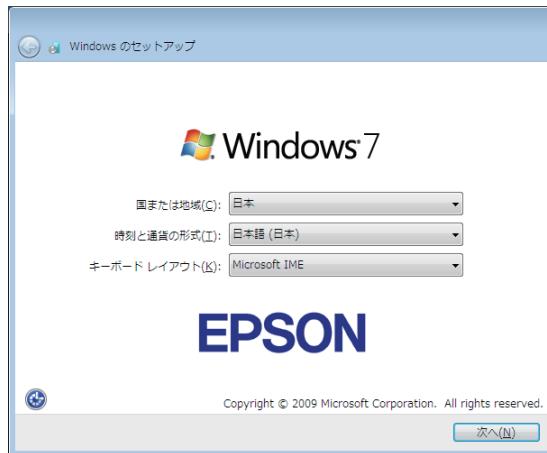 Windows のセットアップ
Windows 7
国または地域(C): 日本
時刻と通貨の形式(T): 日本語 (日本)
キーボード レイアウト(K): Microsoft IME
EPSON
Copyright © 2009 Microsoft Corporation. All rights reserved.
次へ(N)